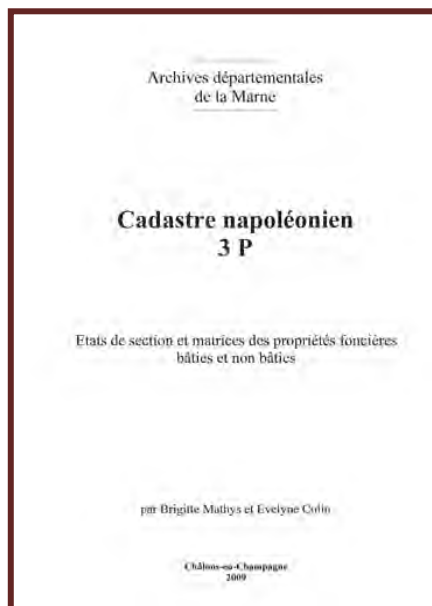 Archives départementales
de la Marne
Cadastre napoléonien
3 P
Etats de section et matrices des propriétés foncières
bâties et non bâties
par Brigitte Mathys et Evelyne Colin
Châlons-en-Champagne
2009